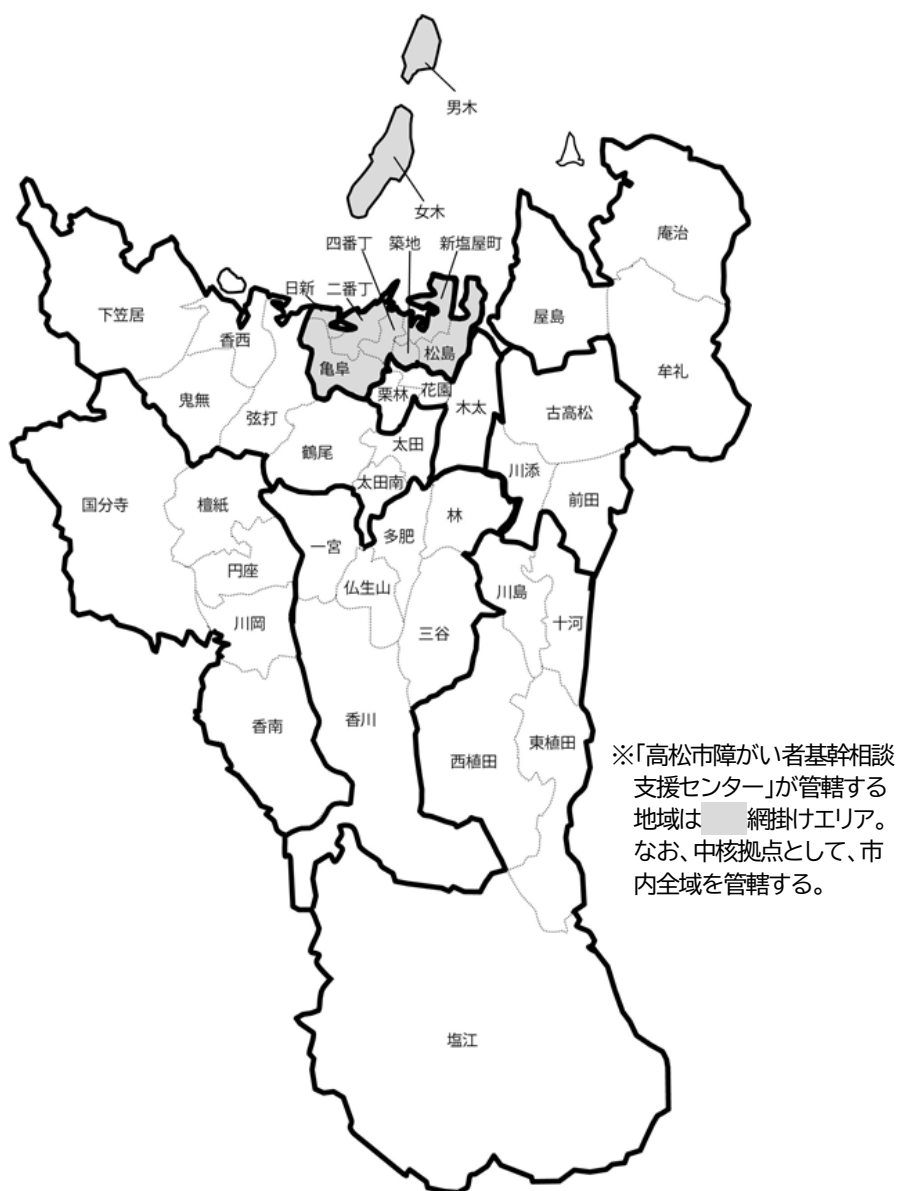 男木
女木
四番丁 築地 新塩屋町
日新 二番丁
庵治
下笠居
香西
屋島
亀阜
松島
牟礼
鬼無
弦打
栗林
花園
木太
古高松
鶴尾
太田
太田南
川添
前田
国分寺
檀紙
一宮
多肥
林
円座
仏生山
川島
川岡
三谷
十河
香南
香川
西植田
東植田
※「高松市障がい者基幹相談
支援センター」が管轄する
地域は 網掛けエリア。
なお、中核拠点として、市
内全域を管轄する。
塩江